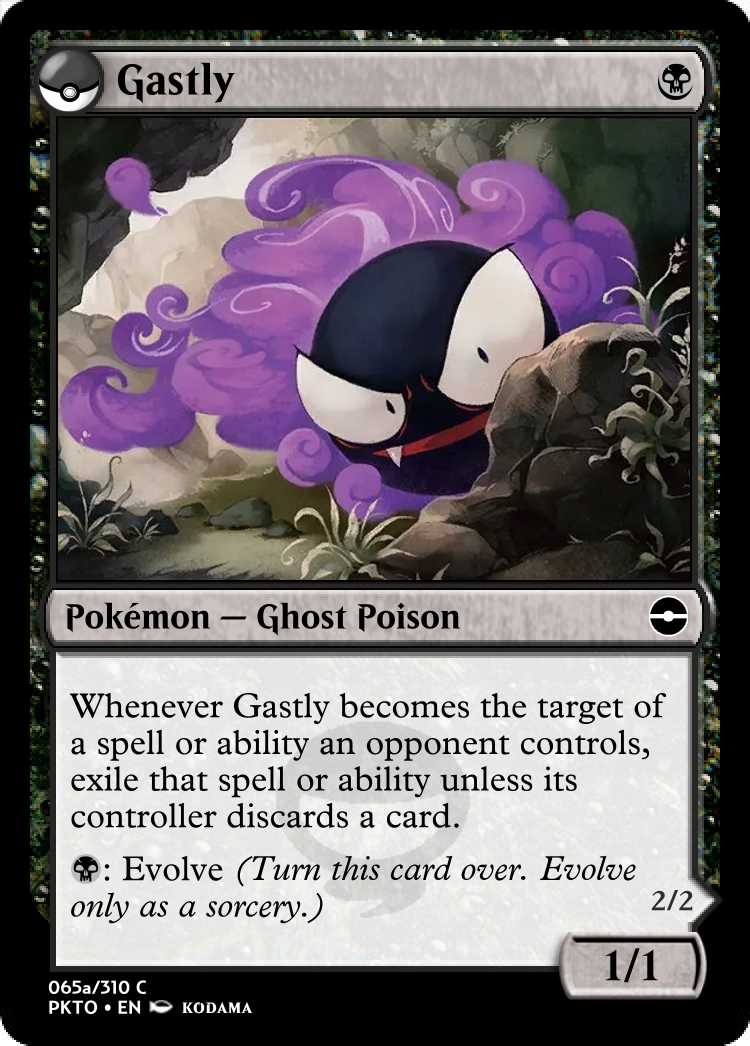 Gastly
Pokémon — Ghost Poison
Whenever Gastly becomes the target of
a spell or ability an opponent controls,
exile that spell or ability unless its
controller discards a card.
: Evolve (Turn this card over. Evolve
only as a sorcery.)
2/2
1/1
065a/310 C
PKTO • EN KODAMA